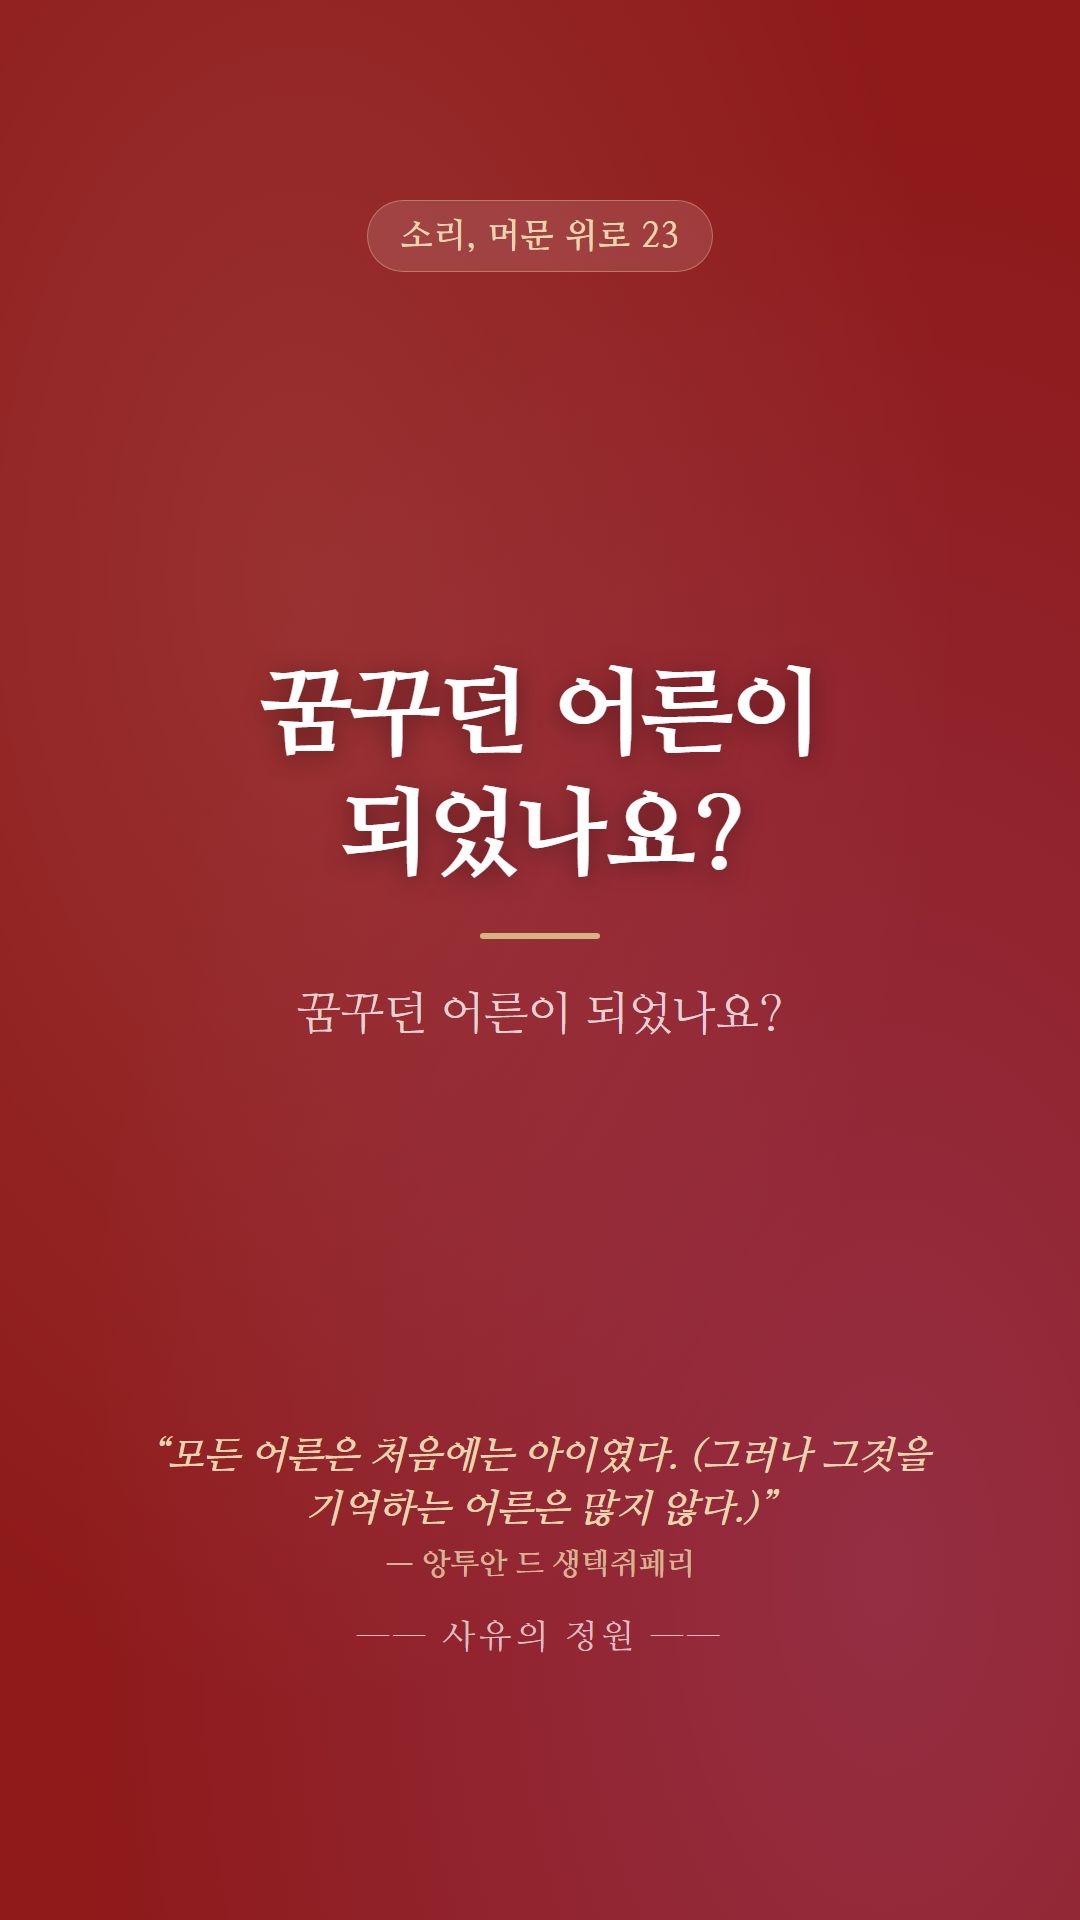 소리, 머문 위로 23
꿈꾸던 어른이
되었나요?
꿈꾸던 어른이 되었나요?
“모든 어른은 처음에는 아이였다. (그러나 그것을
기억하는 어른은 많지 않다.)”
— 앙투안 드 생텍쥐페리
—— 사유의 정원 ——